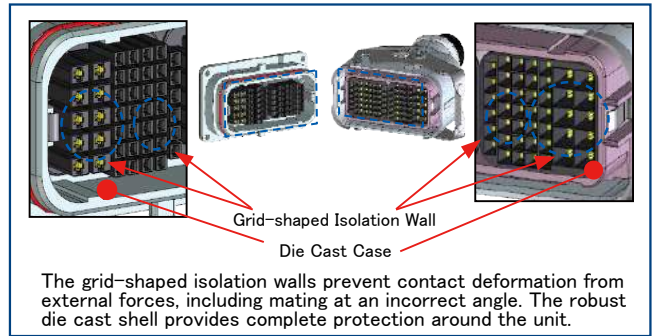 Grid-shaped Isolation Wall
Die Cast Case
The grid-shaped isolation walls prevent contact deformation from
external forces, including mating at an incorrect angle. The robust
die cast shell provides complete protection around the unit.